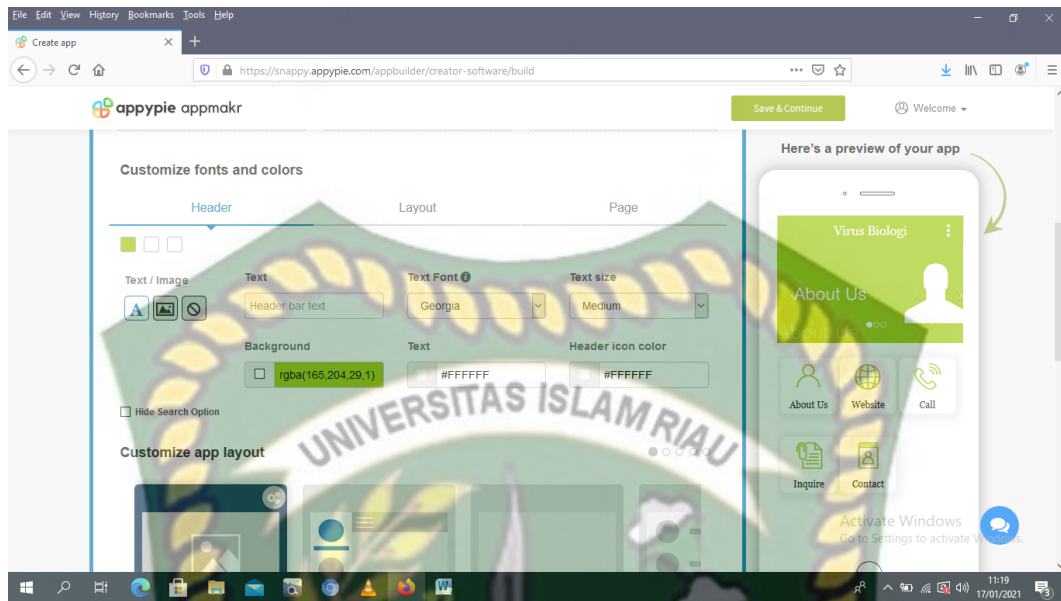 File Edit View History Bookmarks Tools Help
Create app
https://snappy.appypie.com/appbuilder/creator-software/build
appypie appmakr
Save & Continue
Welcome
Here's a preview of your app
Customize fonts and colors
Header Layout Page
Text / Image
Text
Text Font
Text size
Header bar text
Georgia
Medium
Background
Text
Header icon color
rgba(165,204,29,1)
#FFFFFF
#FFFFFF
Hide Search Option
Customize app layout
UNIVERSITAS ISLAM RIAU
Virus Biologi
About Us
About Us
About Us Website Call
Inquire Contact
Activate Windows
Go to Settings to activate Windows.
11:19
17/01/2021
3